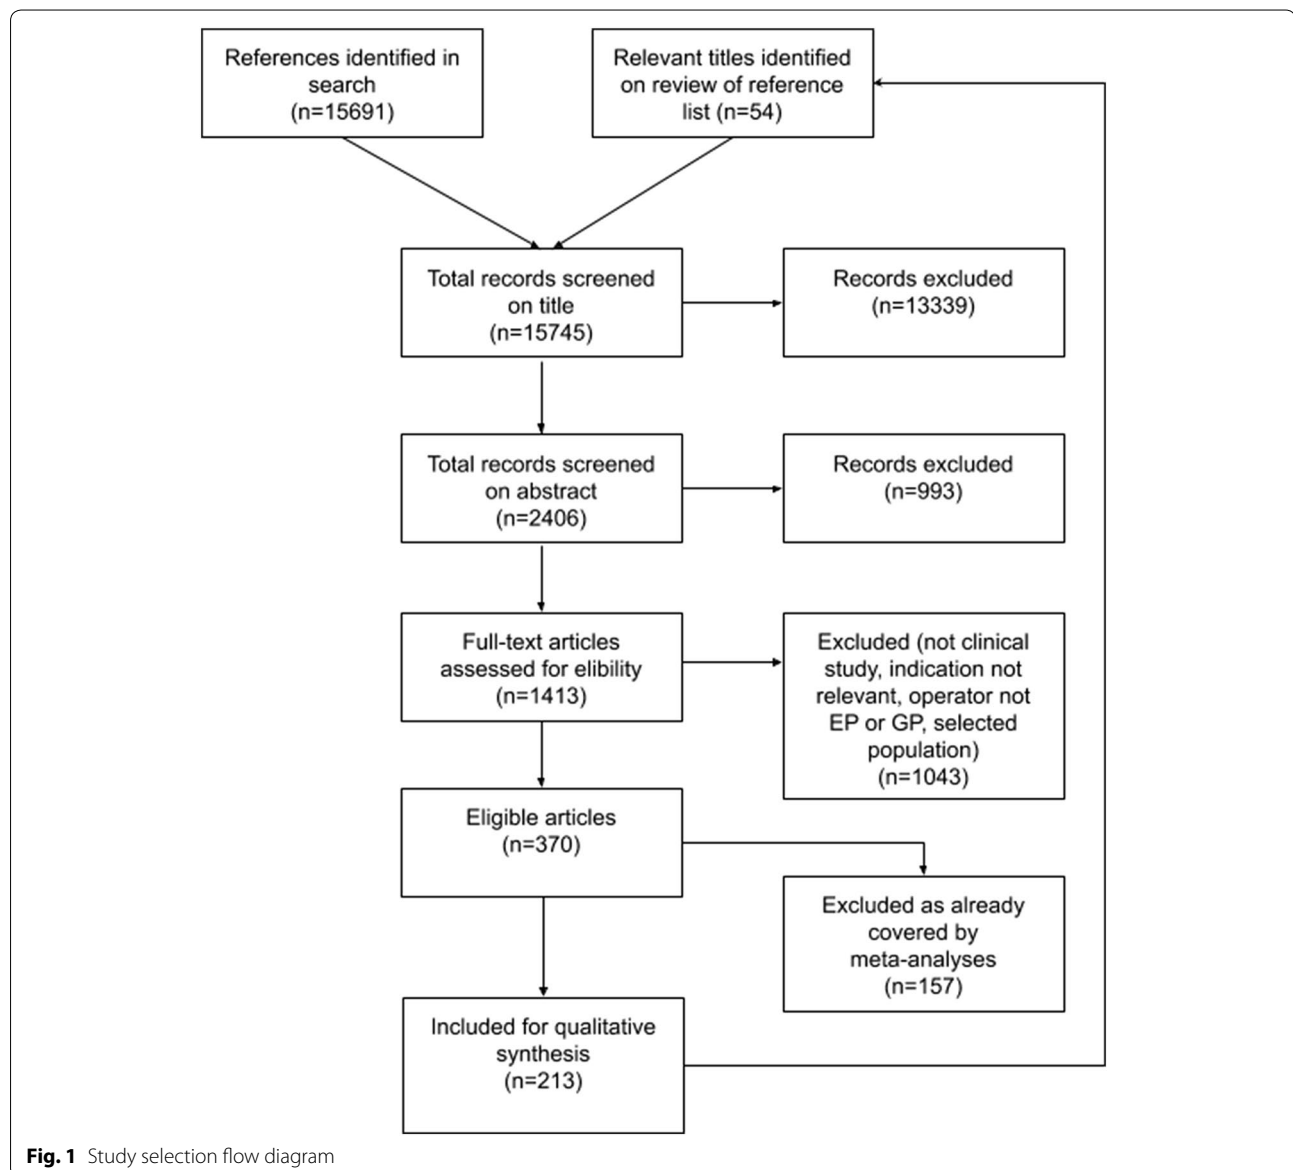 References identified in
search
(n=15691)
Relevant titles identified
on review of reference
list (n=54)
Total records screened
on title
(n=15745)
Records excluded
(n=13339)
Total records screened
on abstract
(n=2406)
Records excluded
(n=993)
Full-text articles
assessed for elibility
(n=1413)
Excluded (not clinical
study, indication not
relevant, operator not
EP or GP, selected
population)
(n=1043)
Eligible articles
(n=370)
Excluded as already
covered by
meta-analyses
(n=157)
Included for qualitative
synthesis
(n=213)
Fig. 1 Study selection flow diagram